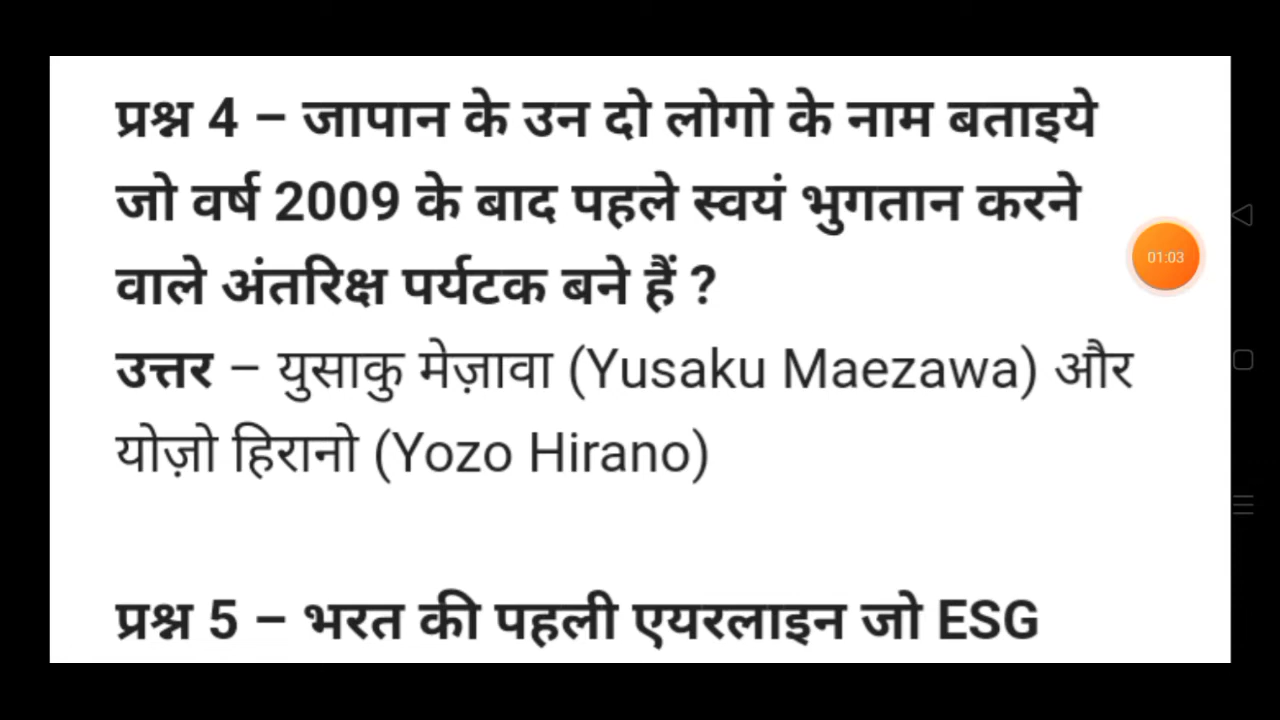 प्रश्न 4 – जापान के उन दो लोगो के नाम बताइये
जो वर्ष 2009 के बाद पहले स्वयं भुगतान करने
वाले अंतरिक्ष पर्यटक बने हैं ?
01:03
उत्तर – युसाकु मेज़ावा (Yusaku Maezawa) और
योज़ो हिरानो (Yozo Hirano)
प्रश्न 5 – भरत की पहली एयरलाइन जो ESG